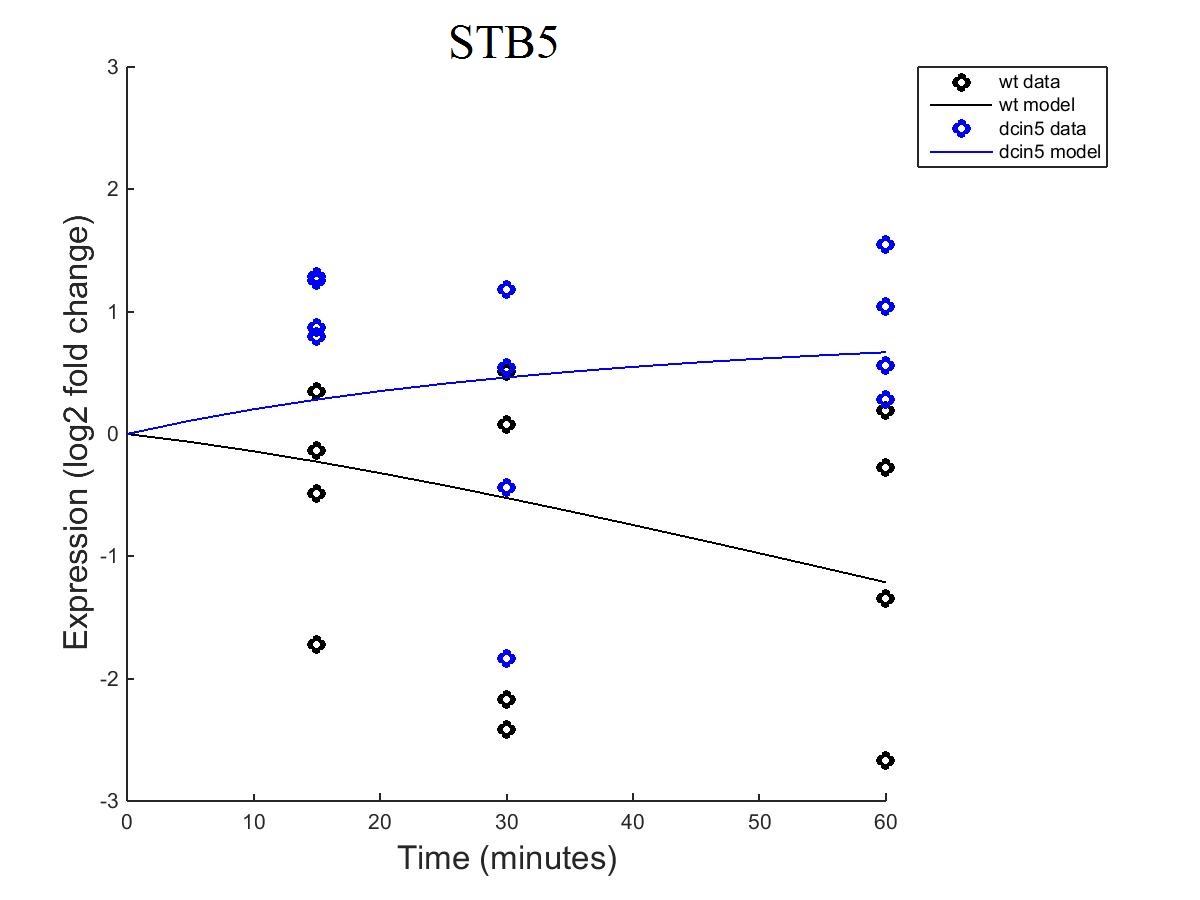 STB5
3
2
1
0
-1
-2
-3
Expression (log2 fold change)
0 10 20 30 40 50 60
Time (minutes)
wt data
wt model
dcin5 data
dcin5 model